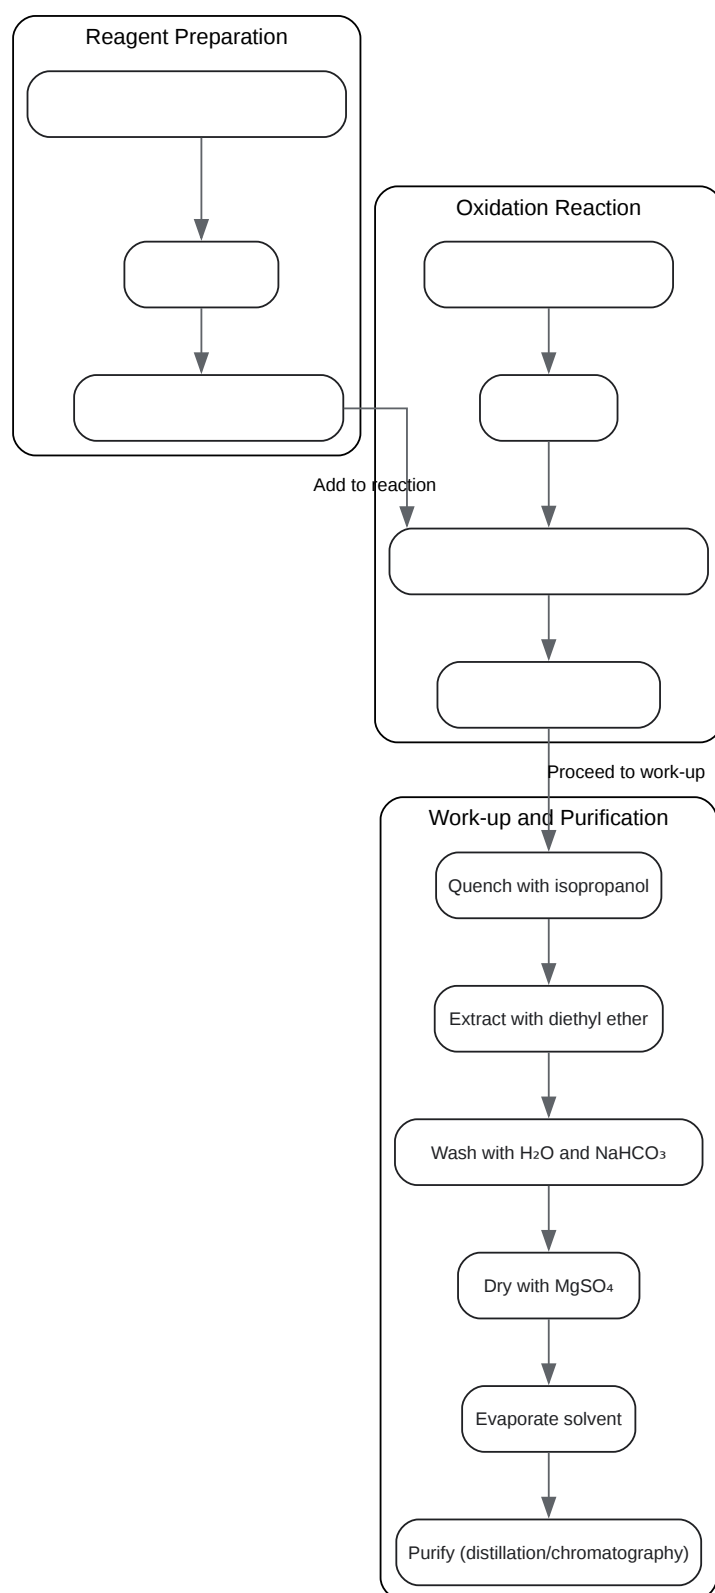 Reagent Preparation
Oxidation Reaction
Add to reaction
Proceed to work-up
Work-up and Purification
Quench with isopropanol
Extract with diethyl ether
Wash with H₂O and NaHCO₃
Dry with MgSO₄
Evaporate solvent
Purify (distillation/chromatography)